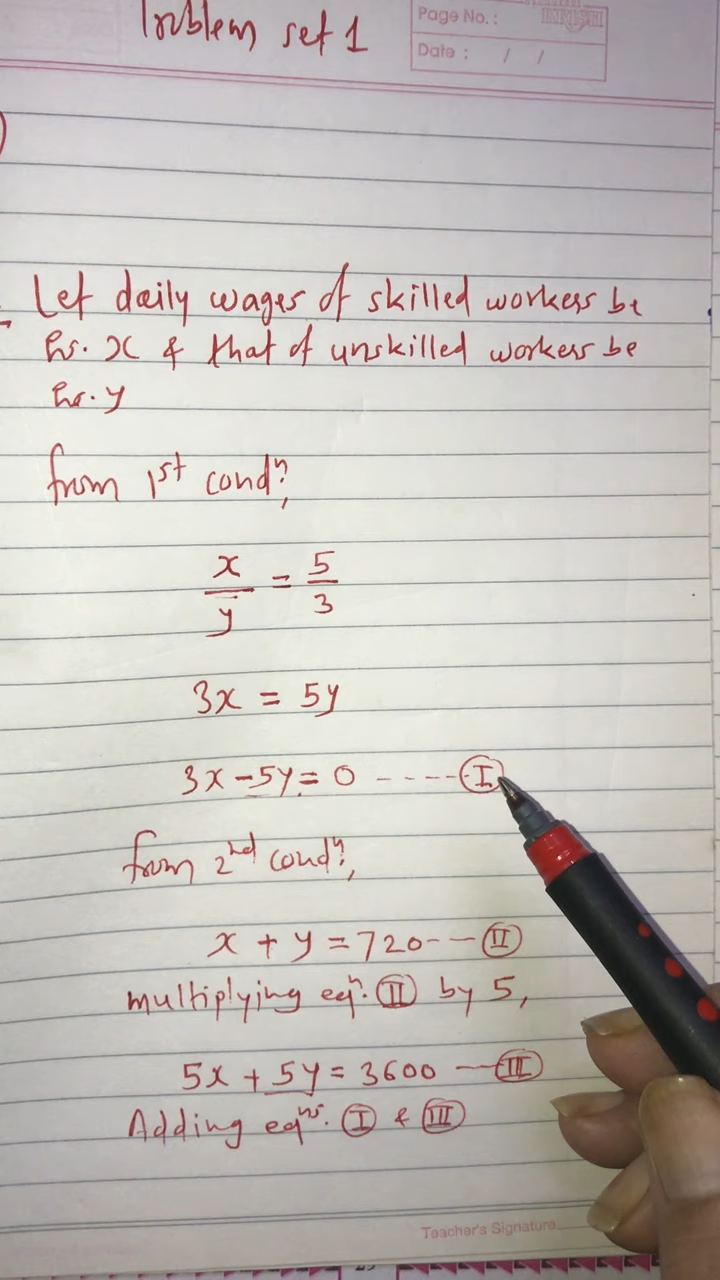 Problem set 1
Page No. :
Date : / /
Let daily wages of skilled workers be
Rs. x & that of unskilled workers be
Rs. y
from 1st condⁿ,
x/y = 5/3
3x = 5y
3x - 5y = 0 ---- I
from 2nd condⁿ,
x + y = 720 --- II
multiplying eqⁿ. II by 5,
5x + 5y = 3600 — III
Adding eqⁿˢ. I & III
Teacher's Signature